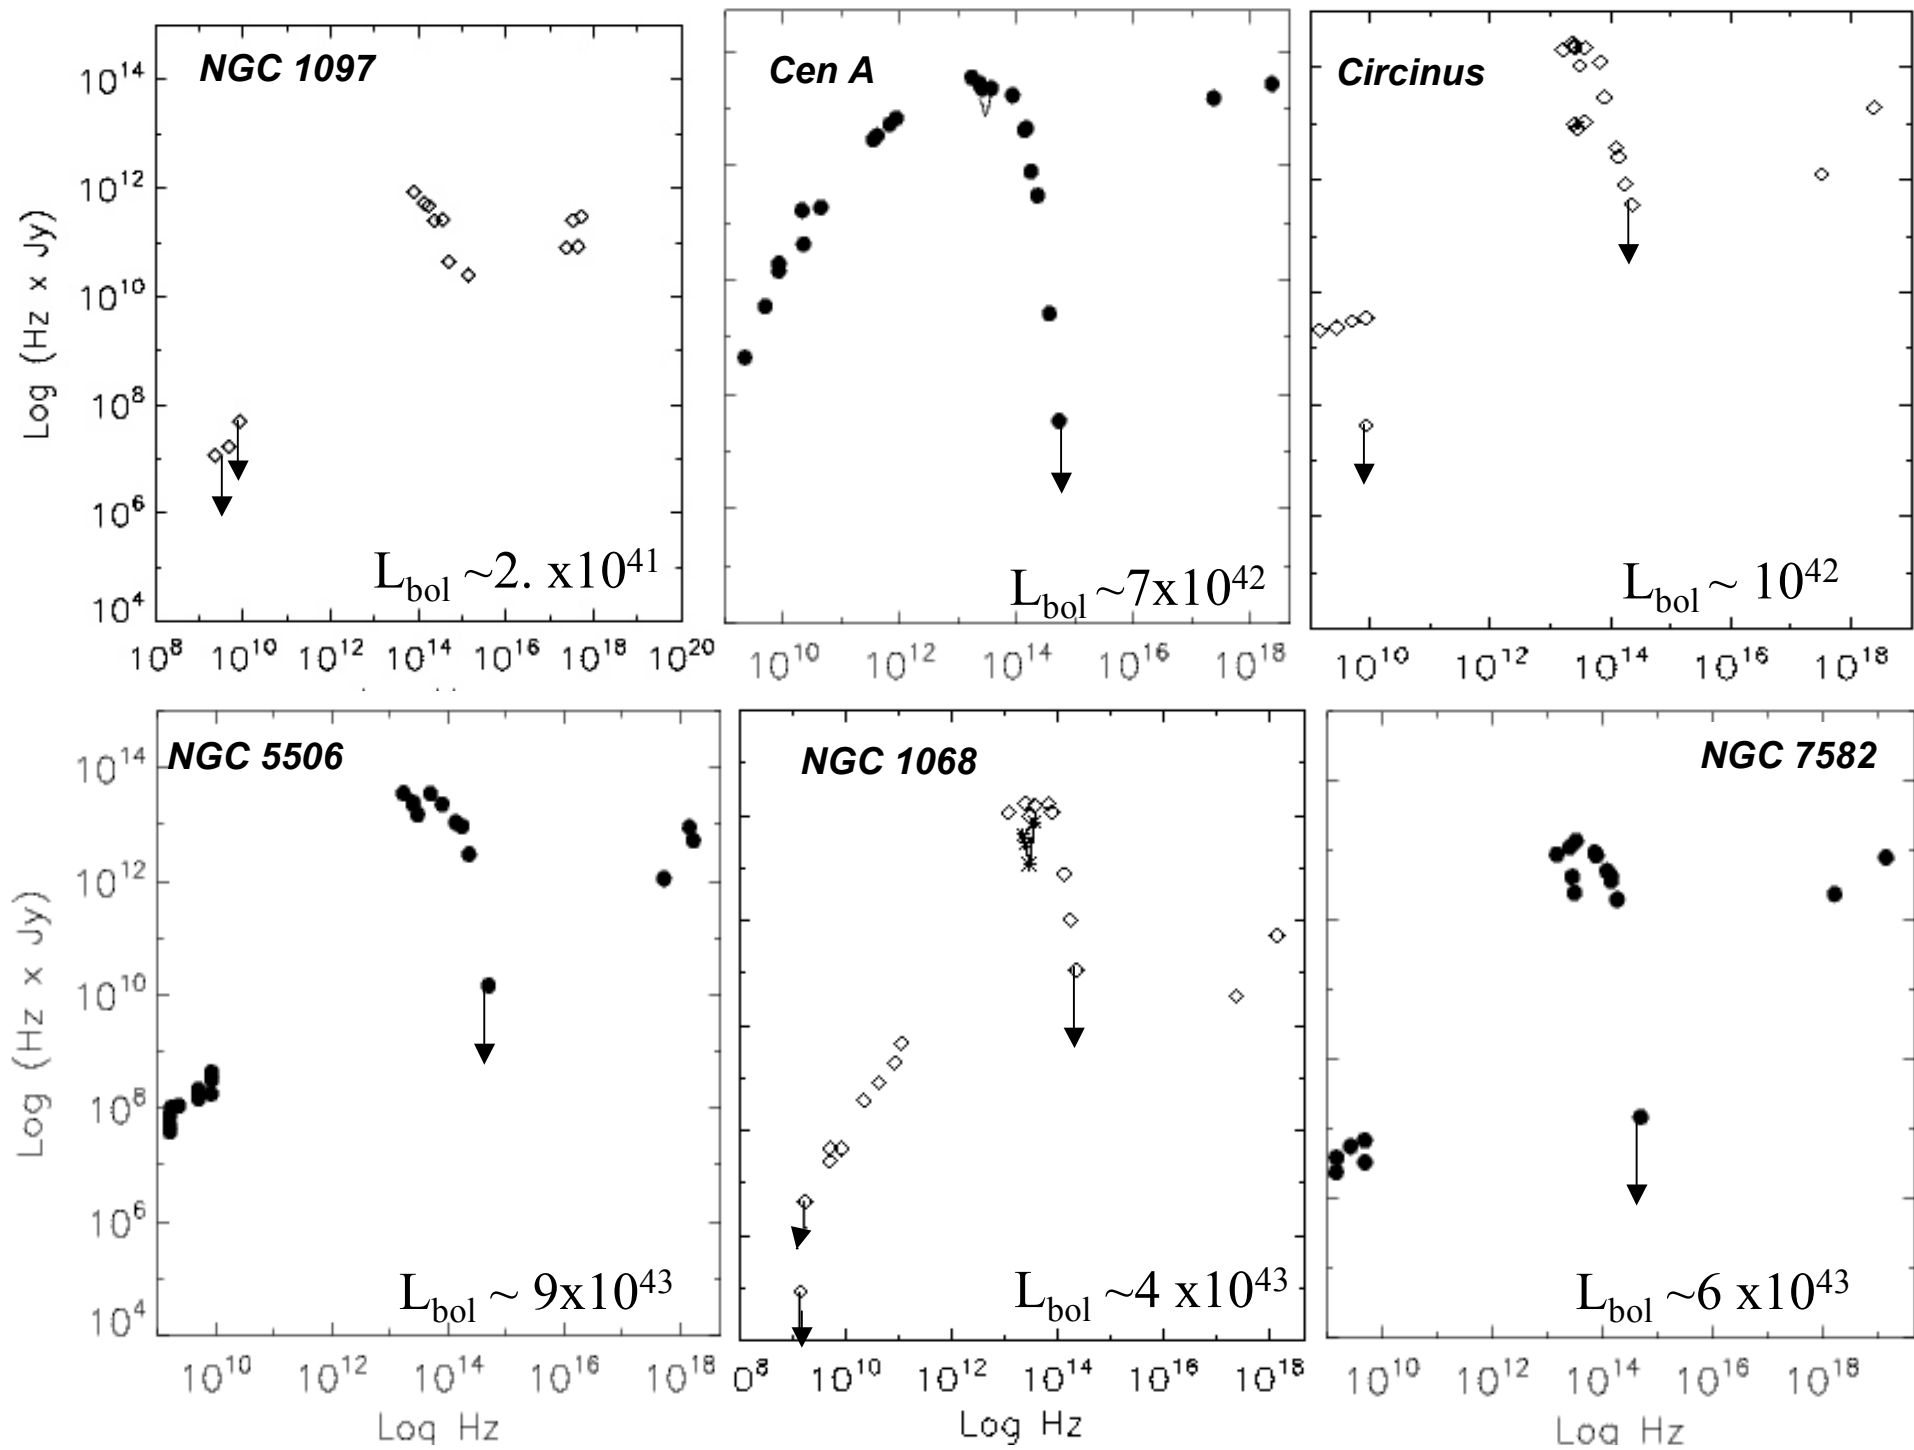 NGC 1097
Log (Hz x Jy)
10^14
10^12
10^10
10^8
10^6
10^4
L_bol ~2. x10^41
10^8 10^10 10^12 10^14 10^16 10^18 10^20
Cen A
L_bol ~7x10^42
10^10 10^12 10^14 10^16 10^18
Circinus
L_bol ~ 10^42
10^10 10^12 10^14 10^16 10^18
NGC 5506
Log (Hz x Jy)
10^14
10^12
10^10
10^8
10^6
10^4
L_bol ~ 9x10^43
10^10 10^12 10^14 10^16 10^18
Log Hz
NGC 1068
L_bol ~4 x10^43
0^8 10^10 10^12 10^14 10^16 10^18
Log Hz
NGC 7582
L_bol ~6 x10^43
10^10 10^12 10^14 10^16 10^18
Log Hz